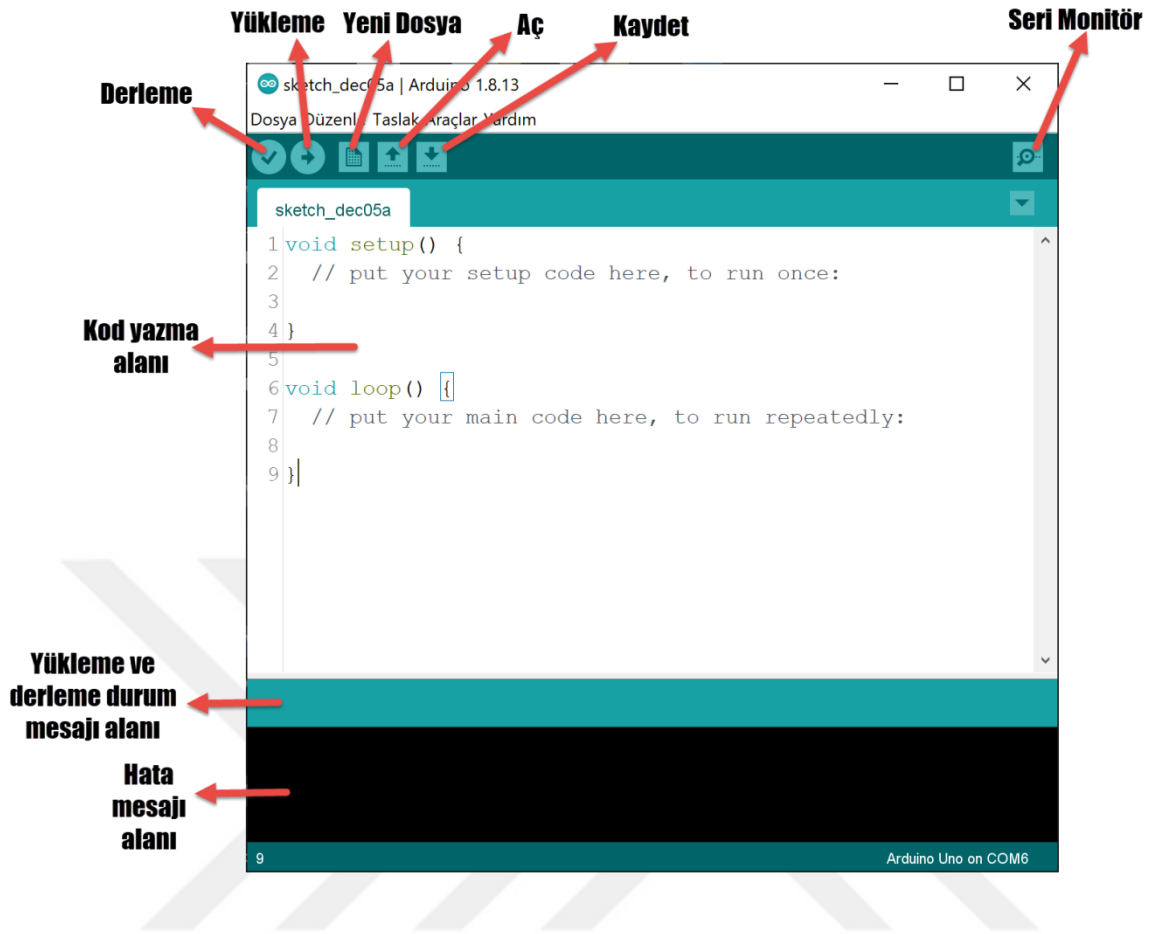 Yükleme Yeni Dosya Aç Kaydet Seri Monitör
Derleme
sketch_dec05a | Arduino 1.8.13
Dosya Düzenle Taslak Araçlar Yardım
sketch_dec05a
1 void setup() {
2 // put your setup code here, to run once:
3
4 }
5
6 void loop() {
7 // put your main code here, to run repeatedly:
8
9 }
Kod yazma
alanı
Yükleme ve
derleme durum
mesajı alanı
Hata
mesajı
alanı
9 Arduino Uno on COM6